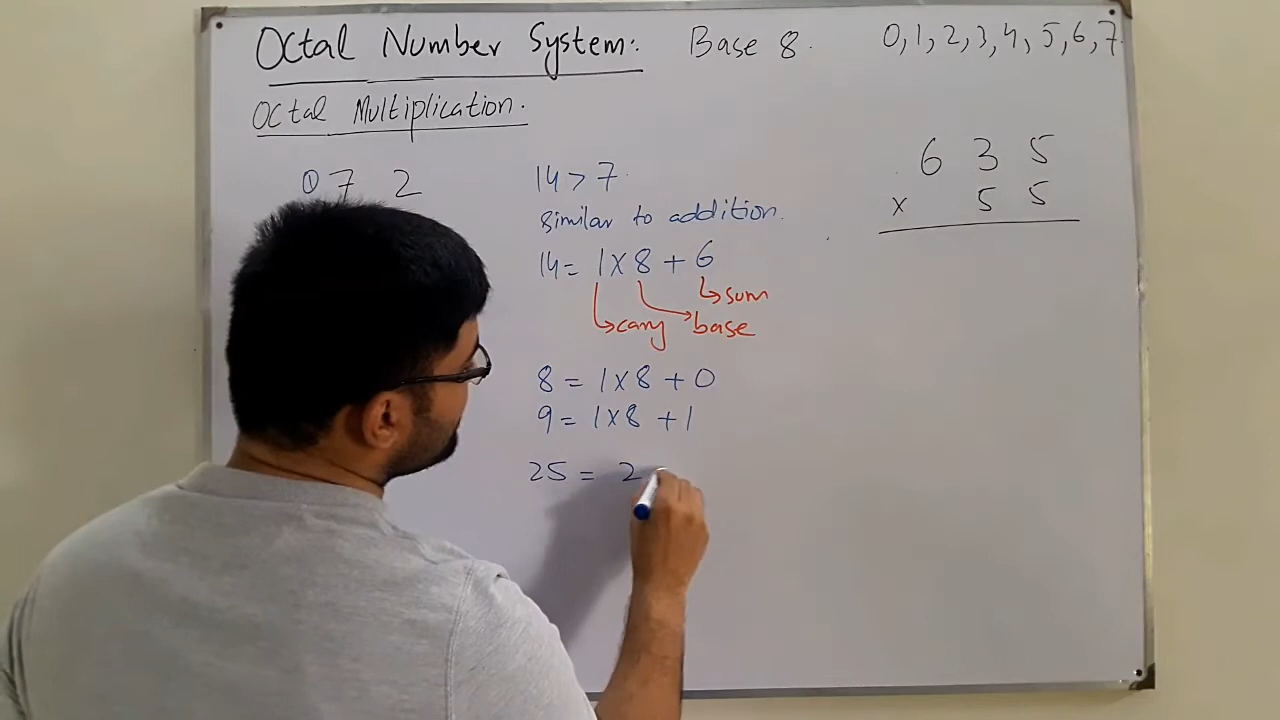 Octal Number System:. Base 8. 0,1,2,3,4,5,6,7.
Octal Multiplication.
① 7 2
14 > 7.
Similar to addition.
14 = 1 x 8 + 6
sum
carry base
8 = 1 x 8 + 0
9 = 1 x 8 + 1
25 = 2
6 3 5
x 5 5